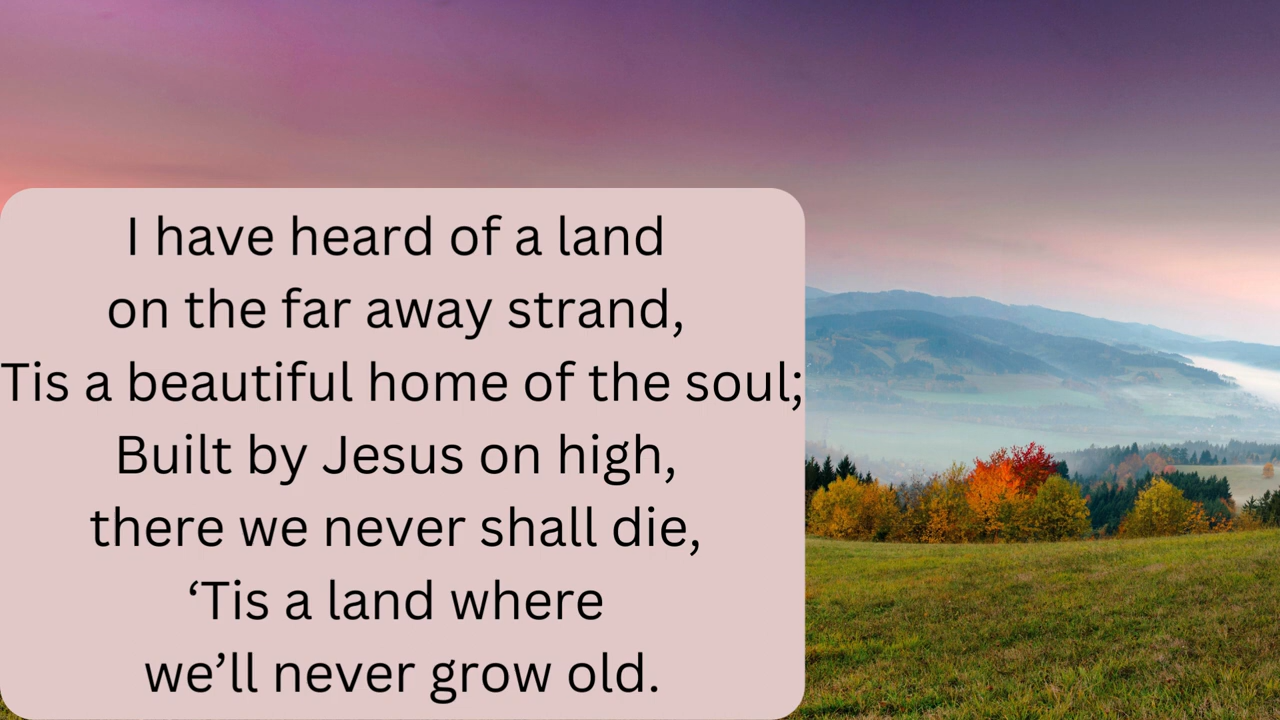 I have heard of a land
on the far away strand,
Tis a beautiful home of the soul;
Built by Jesus on high,
there we never shall die,
‘Tis a land where
we’ll never grow old.